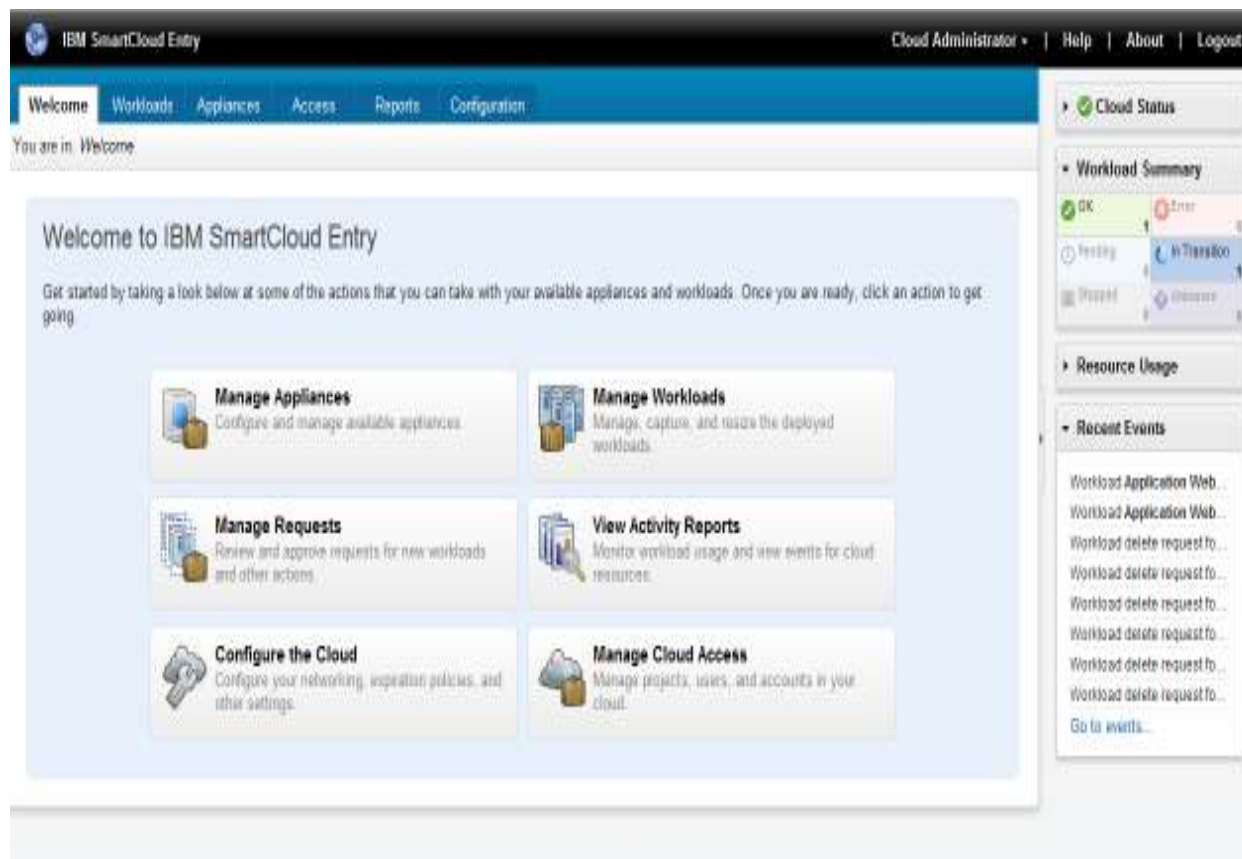 IBM SmartCloud Entry
Cloud Administrator | Help | About | Logout
Welcome Workloads Appliances Access Reports Configuration
You are in: Welcome
Welcome to IBM SmartCloud Entry
Get started by taking a look below at some of the actions that you can take with your available appliances and workloads. Once you are ready, click an action to get
going.
Manage Appliances
Configure and manage available appliances.
Manage Workloads
Manage, capture, and resize the deployed
workloads.
Manage Requests
Review and approve requests for new workloads
and other actions.
View Activity Reports
Monitor workload usage and view events for cloud
resources.
Configure the Cloud
Configure your networking, expiration policies, and
other settings.
Manage Cloud Access
Manage projects, users, and accounts in your
cloud.
Cloud Status
Workload Summary
OK 1
Error
Pending
In Transition 1
Stopped
Unknown
Resource Usage
Recent Events
Workload Application Web...
Workload Application Web...
Workload delete request fo...
Workload delete request fo...
Workload delete request fo...
Workload delete request fo...
Workload delete request fo...
Workload delete request fo...
Go to events...